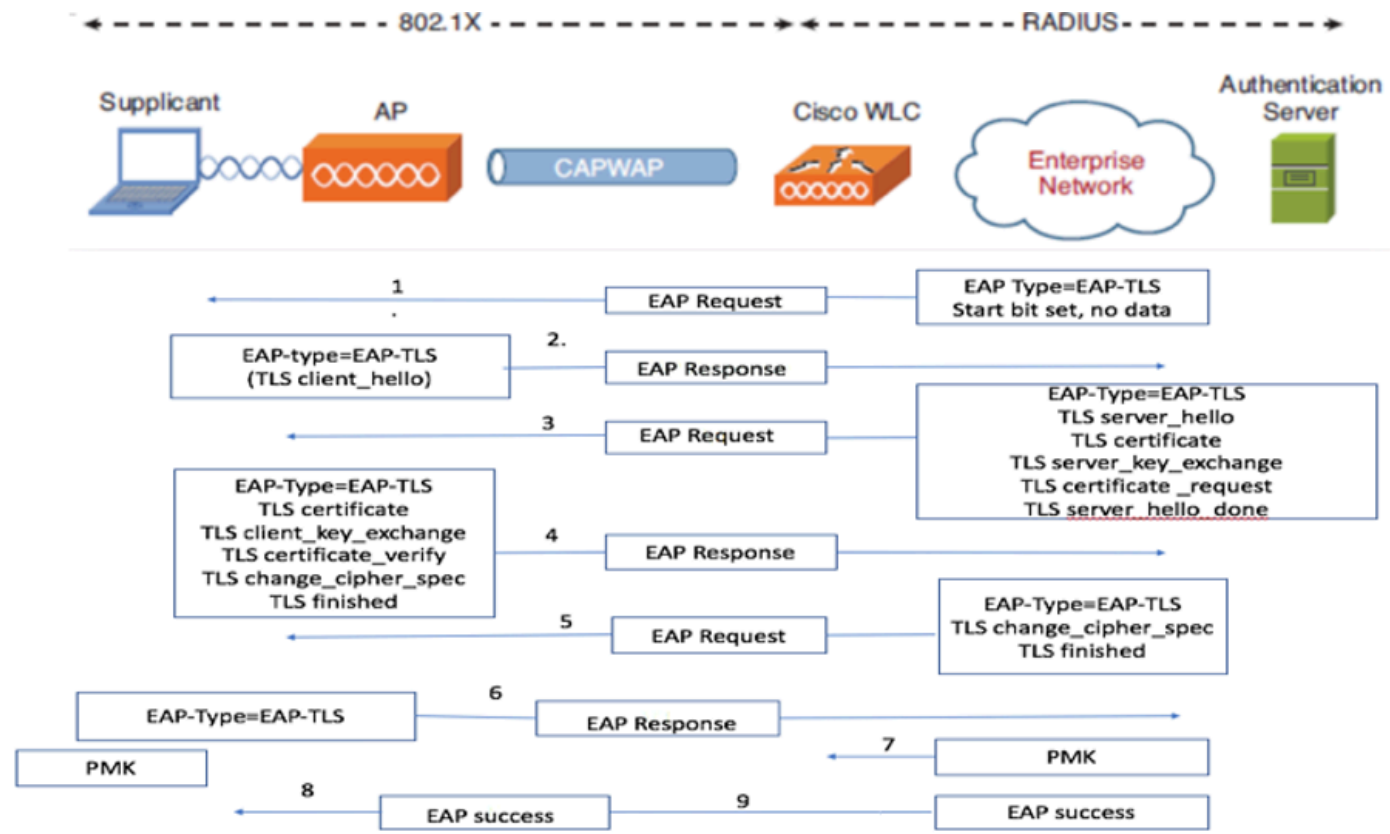 802.1X
RADIUS
Supplicant
AP
CAPWAP
Cisco WLC
Enterprise
Network
Authentication
Server
1
.
EAP Request
EAP Type=EAP-TLS
Start bit set, no data
EAP-type=EAP-TLS
(TLS client_hello)
2.
EAP Response
3
EAP Request
EAP-Type=EAP-TLS
TLS server_hello
TLS certificate
TLS server_key_exchange
TLS certificate _request
TLS server_hello_done
EAP-Type=EAP-TLS
TLS certificate
TLS client_key_exchange
TLS certificate_verify
TLS change_cipher_spec
TLS finished
4
EAP Response
5
EAP Request
EAP-Type=EAP-TLS
TLS change_cipher_spec
TLS finished
EAP-Type=EAP-TLS
6
EAP Response
PMK
7
PMK
8
EAP success
9
EAP success